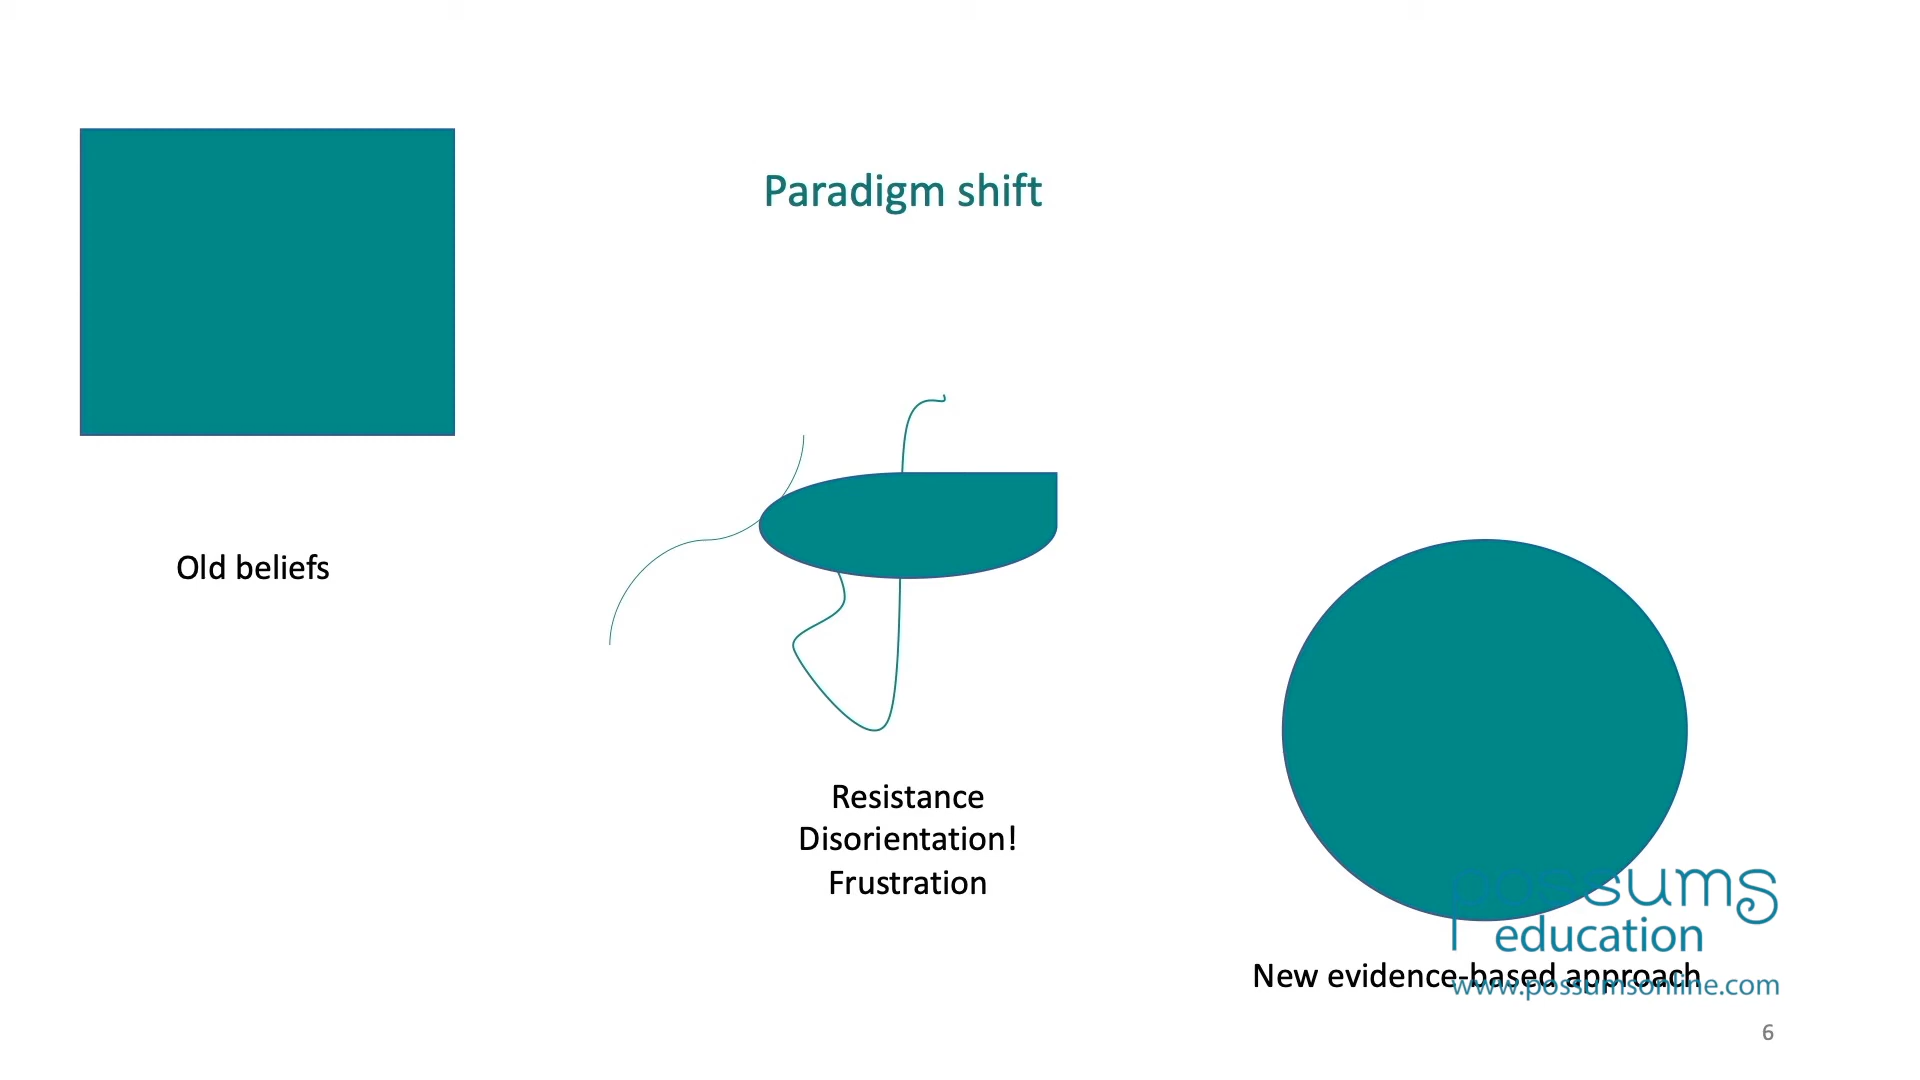 Paradigm shift
Old beliefs
Resistance
Disorientation!
Frustration
possums
education
New evidence-based approach
www.possumsonline.com
6